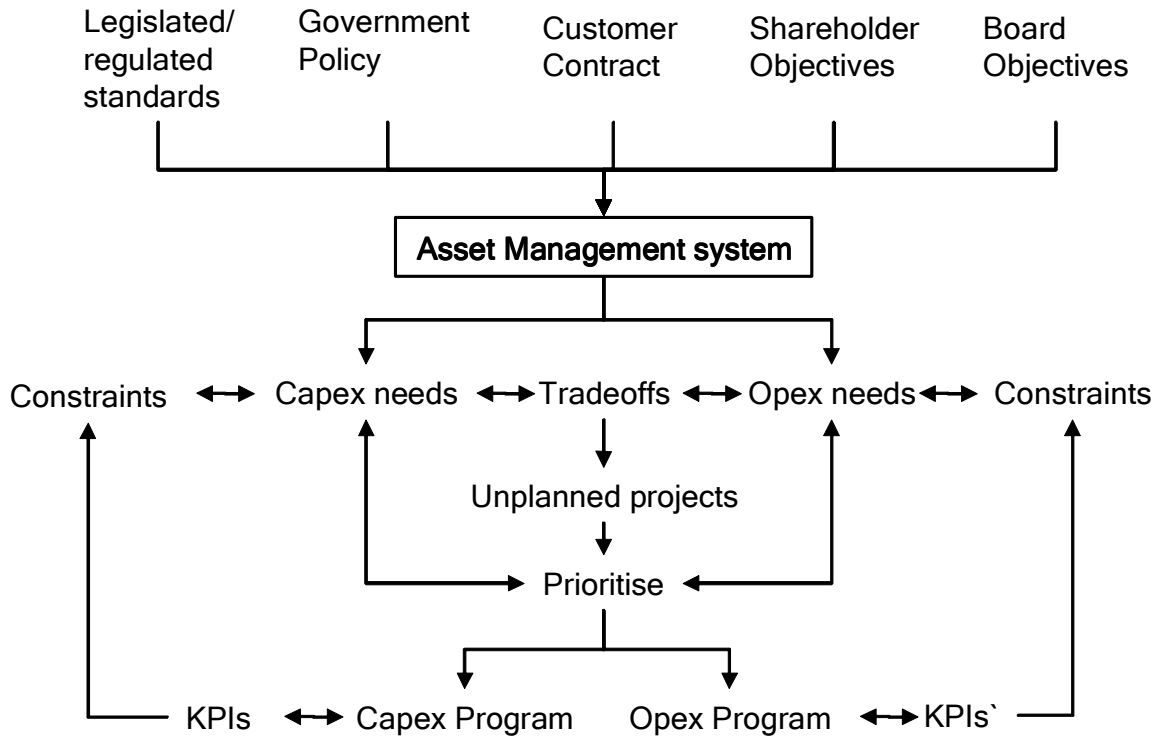 Legislated/
regulated
standards
Government
Policy
Customer
Contract
Shareholder
Objectives
Board
Objectives
Asset Management system
Constraints
Capex needs
Tradeoffs
Opex needs
Constraints
Unplanned projects
Prioritise
KPIs
Capex Program
Opex Program
KPIs`